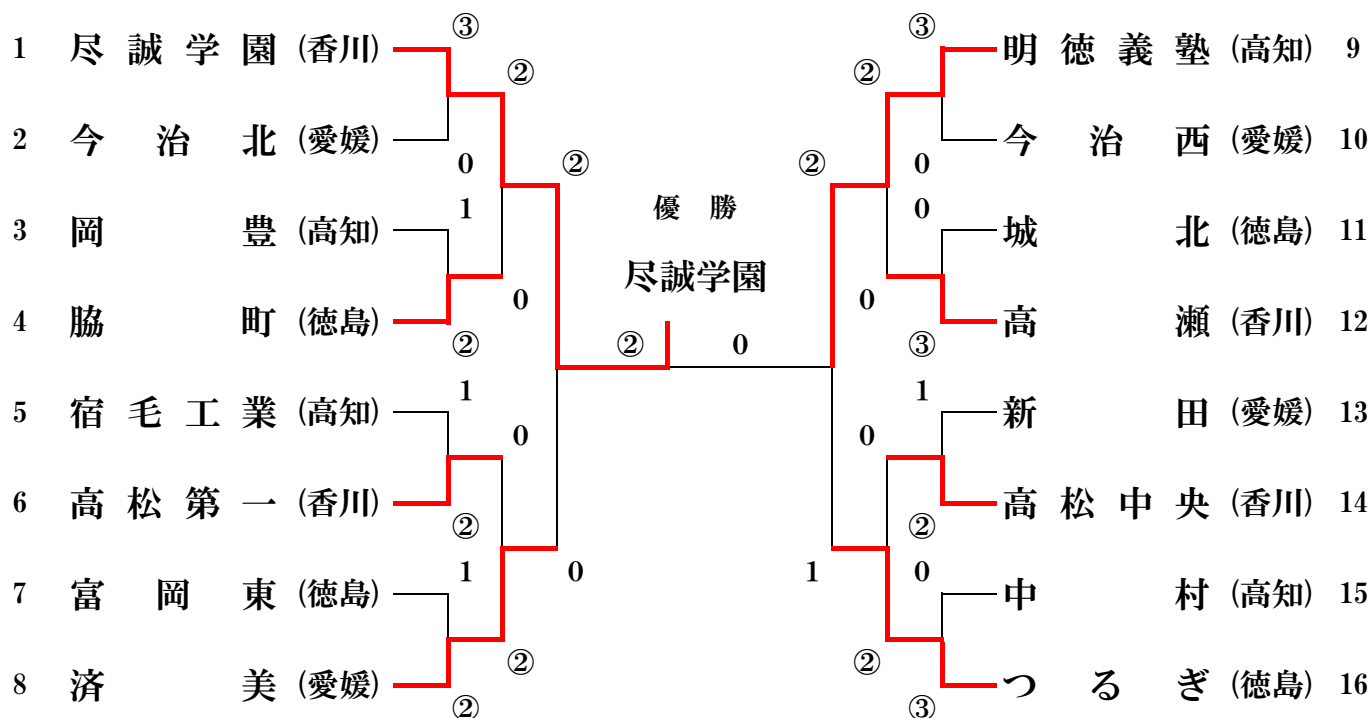 ③ ③
1 尽誠学園 (香川) 明徳義塾 (高知) 9
② ②
2 今治北 (愛媛) 今治西 (愛媛) 10
0 ② ② 0
1 優勝 0
3 岡豊 (高知) 城北 (徳島) 11
尽誠学園
0 0
4 脇町 (徳島) 高瀬 (香川) 12
② ② 0 ③
1 1
5 宿毛工業 (高知) 新田 (愛媛) 13
0 0
6 高松第一 (香川) 高松中央 (香川) 14
② ②
1 0 1 0
7 富岡東 (徳島) 中村 (高知) 15
② ②
8 済美 (愛媛) つるぎ (徳島) 16
② ③